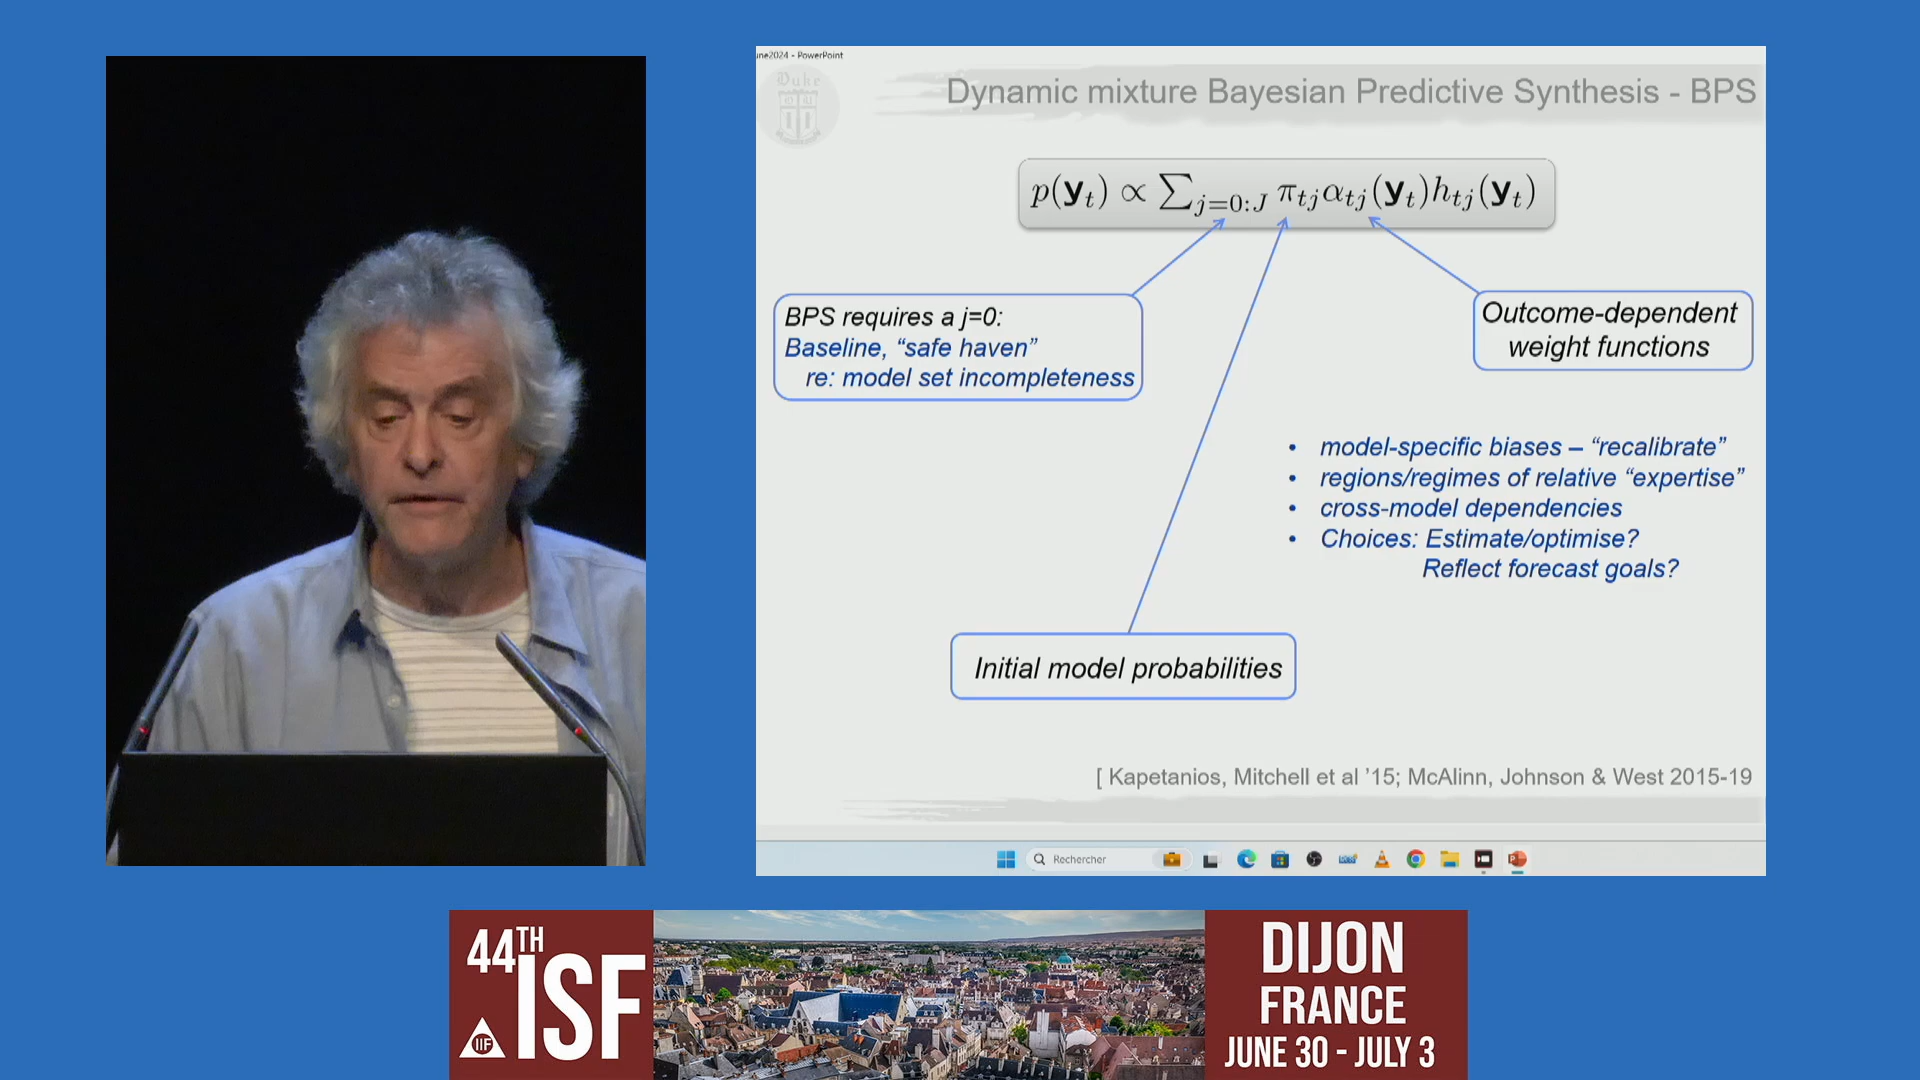 une2024 - PowerPoint
Duke
Dynamic mixture Bayesian Predictive Synthesis - BPS
p(𝐲ₜ) ∝ ∑ⱼ₌₀:J πₜⱼαₜⱼ(𝐲ₜ)hₜⱼ(𝐲ₜ)
BPS requires a j=0:
Baseline, “safe haven”
re: model set incompleteness
Outcome-dependent
weight functions
• model-specific biases – “recalibrate”
• regions/regimes of relative “expertise”
• cross-model dependencies
• Choices: Estimate/optimise?
Reflect forecast goals?
Initial model probabilities
[ Kapetanios, Mitchell et al ’15; McAlinn, Johnson & West 2015-19
Rechercher
44TH
ISF
IIF
DIJON
FRANCE
JUNE 30 - JULY 3